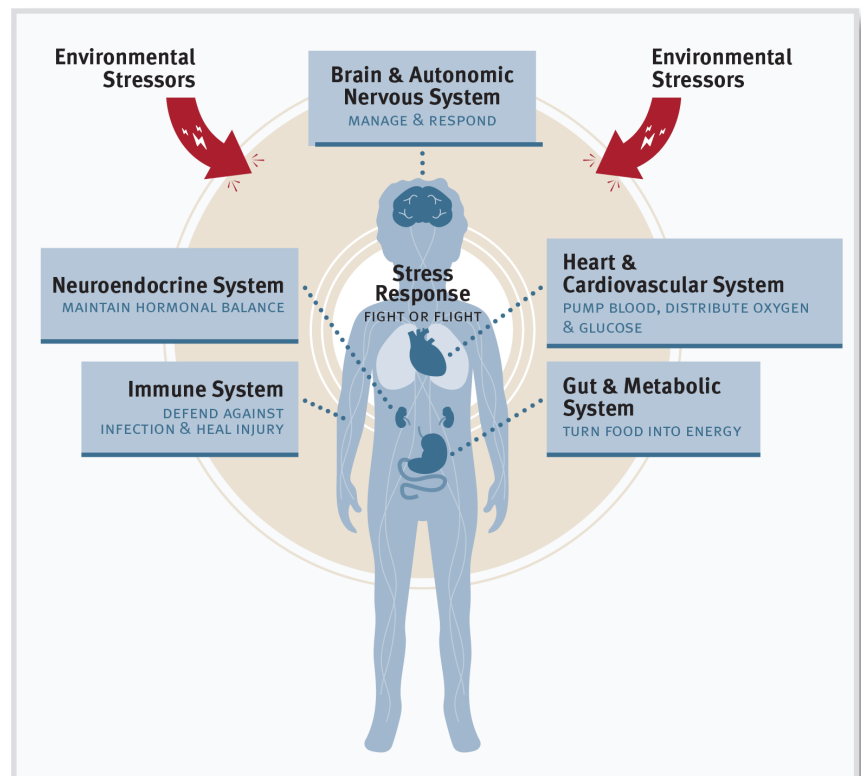 Environmental
Stressors
Brain & Autonomic
Nervous System
MANAGE & RESPOND
Environmental
Stressors
Neuroendocrine System
MAINTAIN HORMONAL BALANCE
Stress
Response
FIGHT OR FLIGHT
Heart &
Cardiovascular System
PUMP BLOOD, DISTRIBUTE OXYGEN
& GLUCOSE
Immune System
DEFEND AGAINST
INFECTION & HEAL INJURY
Gut & Metabolic
System
TURN FOOD INTO ENERGY